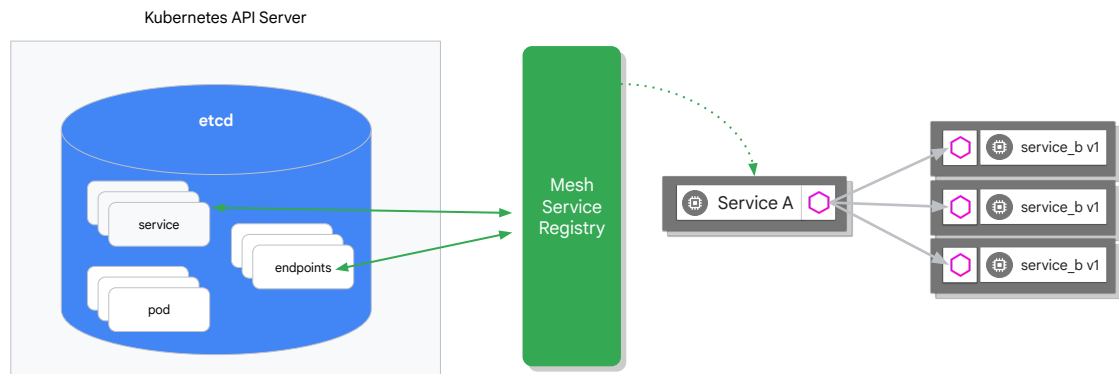 Kubernetes API Server
etcd
service
endpoints
pod
Mesh
Service
Registry
Service A
service_b v1
service_b v1
service_b v1